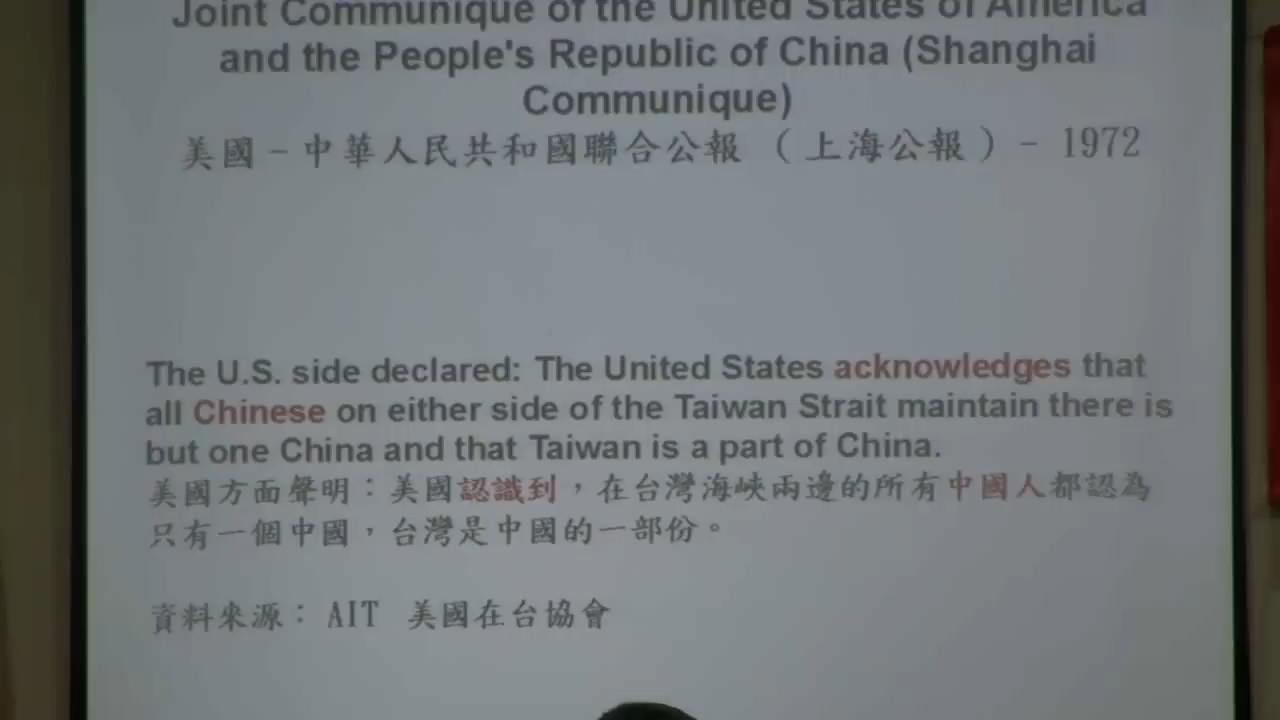 Joint Communique of the United States of America
and the People's Republic of China (Shanghai
Communique)
美國－中華人民共和國聯合公報（上海公報）－ 1972
The U.S. side declared: The United States acknowledges that
all Chinese on either side of the Taiwan Strait maintain there is
but one China and that Taiwan is a part of China.
美國方面聲明：美國認識到，在台灣海峽兩邊的所有中國人都認為
只有一個中國，台灣是中國的一部份。
資料來源： AIT 美國在台協會